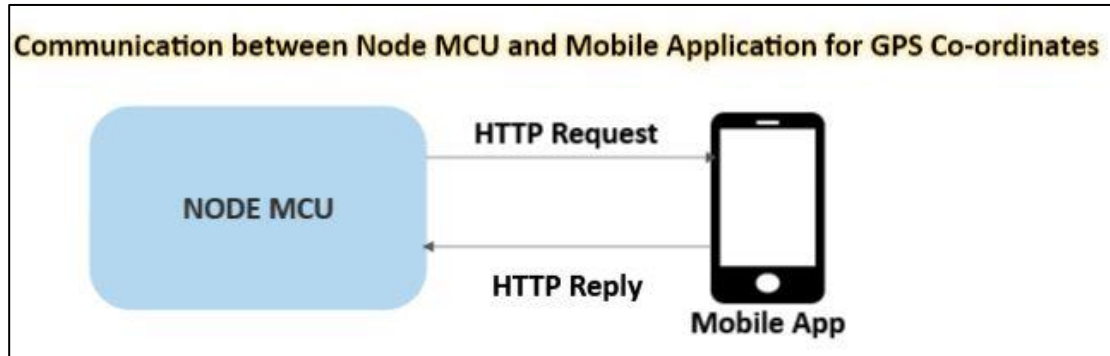 Communication between Node MCU and Mobile Application for GPS Co-ordinates
HTTP Request
NODE MCU
HTTP Reply
Mobile App